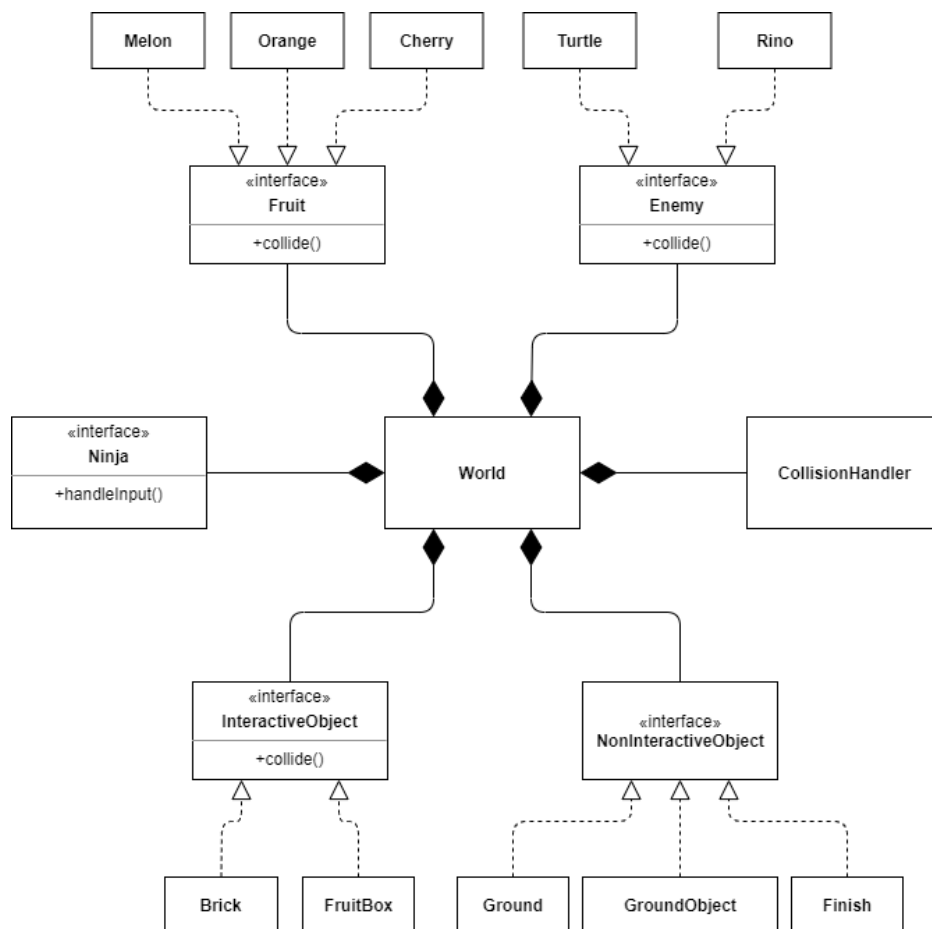 Melon
Orange
Cherry
Turtle
Rino
«interface»
Fruit
+collide()
«interface»
Enemy
+collide()
«interface»
Ninja
+handleInput()
World
CollisionHandler
«interface»
InteractiveObject
+collide()
«interface»
NonInteractiveObject
Brick
FruitBox
Ground
GroundObject
Finish